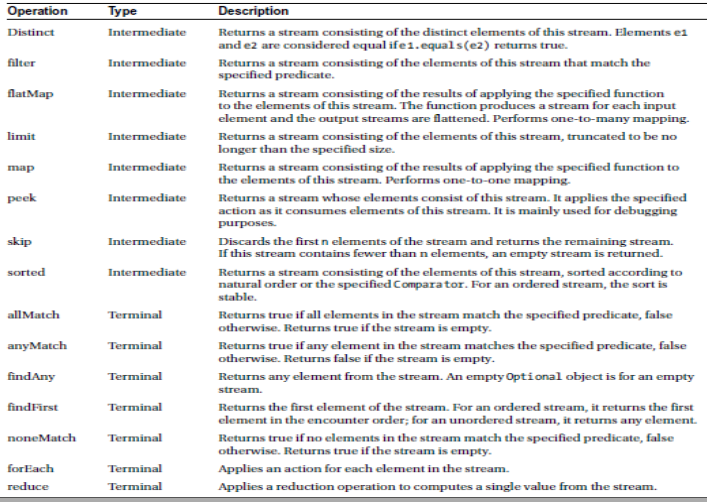 Operation Type Description
Distinct Intermediate Returns a stream consisting of the distinct elements of this stream. Elements e1
and e2 are considered equal if e1.equals(e2) returns true.
filter Intermediate Returns a stream consisting of the elements of this stream that match the
specified predicate.
flatMap Intermediate Returns a stream consisting of the results of applying the specified function
to the elements of this stream. The function produces a stream for each input
element and the output streams are flattened. Performs one-to-many mapping.
limit Intermediate Returns a stream consisting of the elements of this stream, truncated to be no
longer than the specified size.
map Intermediate Returns a stream consisting of the results of applying the specified function to
the elements of this stream. Performs one-to-one mapping.
peek Intermediate Returns a stream whose elements consist of this stream. It applies the specified
action as it consumes elements of this stream. It is mainly used for debugging
purposes.
skip Intermediate Discards the first n elements of the stream and returns the remaining stream.
If this stream contains fewer than n elements, an empty stream is returned.
sorted Intermediate Returns a stream consisting of the elements of this stream, sorted according to
natural order or the specified Comparator. For an ordered stream, the sort is
stable.
allMatch Terminal Returns true if all elements in the stream match the specified predicate, false
otherwise. Returns true if the stream is empty.
anyMatch Terminal Returns true if any element in the stream matches the specified predicate, false
otherwise. Returns false if the stream is empty.
findAny Terminal Returns any element from the stream. An empty Optional object is for an empty
stream.
findFirst Terminal Returns the first element of the stream. For an ordered stream, it returns the first
element in the encounter order; for an unordered stream, it returns any element.
noneMatch Terminal Returns true if no elements in the stream match the specified predicate, false
otherwise. Returns true if the stream is empty.
forEach Terminal Applies an action for each element in the stream.
reduce Terminal Applies a reduction operation to computes a single value from the stream.